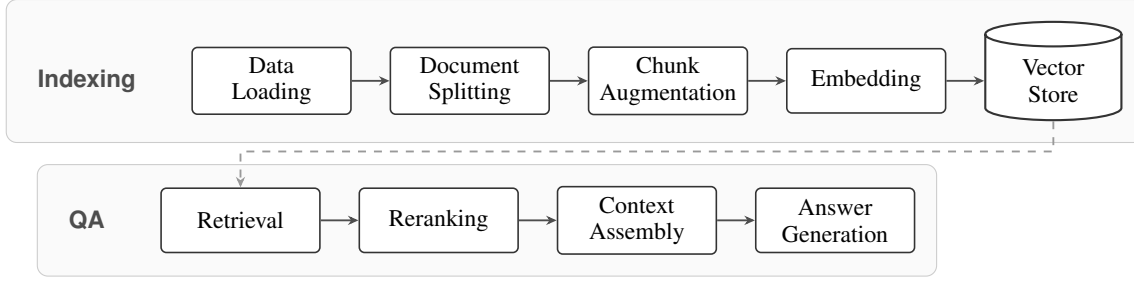 Indexing
Data
Loading
Document
Splitting
Chunk
Augmentation
Embedding
Vector
Store
QA
Retrieval
Reranking
Context
Assembly
Answer
Generation